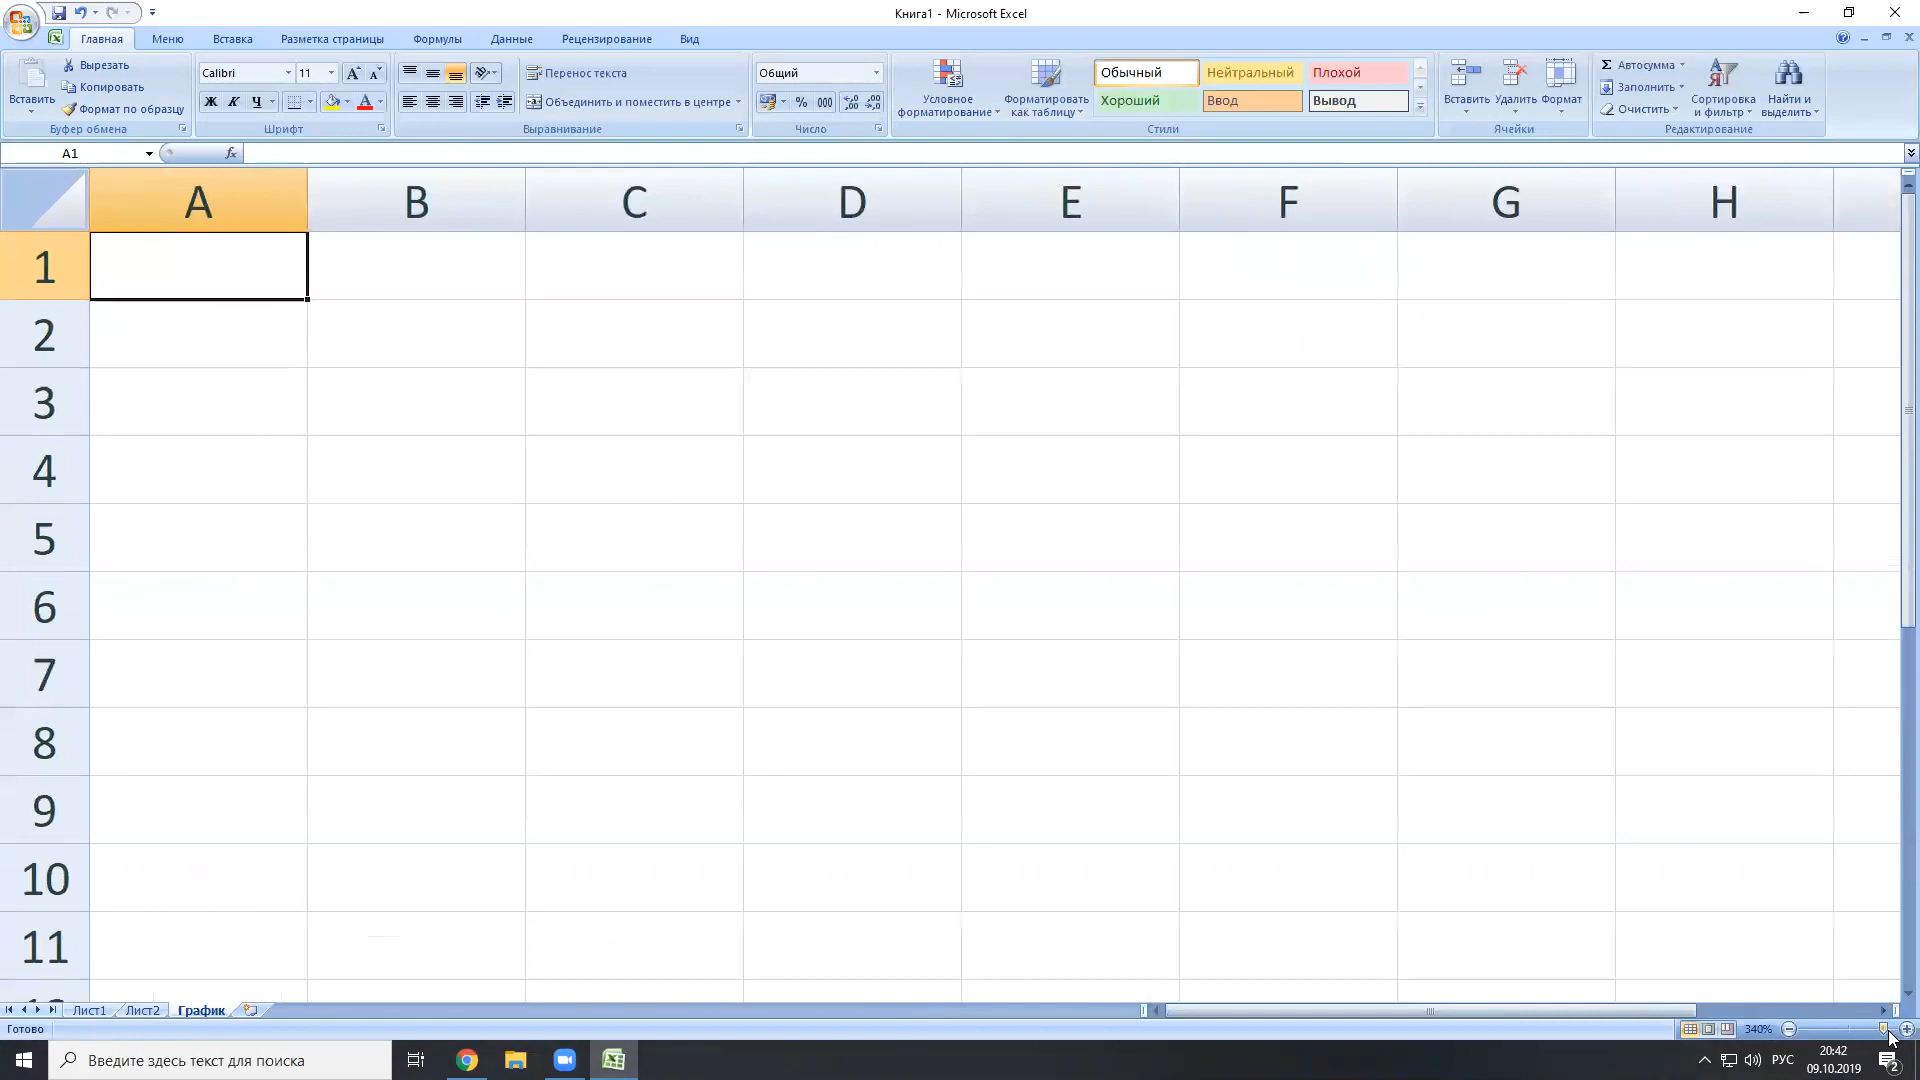 Книга1 - Microsoft Excel
Главная Меню Вставка Разметка страницы Формулы Данные Рецензирование Вид
Вставить
Вырезать
Копировать
Формат по образцу
Буфер обмена
Calibri 11
Ж К Ч
Шрифт
Перенос текста
Объединить и поместить в центре
Выравнивание
Общий
% 000
Число
Условное форматирование
Форматировать как таблицу
Обычный Нейтральный Плохой
Хороший Ввод Вывод
Стили
Вставить Удалить Формат
Ячейки
Σ Автосумма
Заполнить
Очистить
Сортировка и фильтр
Найти и выделить
Редактирование
A1 fx
A B C D E F G H
1
2
3
4
5
6
7
8
9
10
11
Лист1 Лист2 График
Готово 340%
Введите здесь текст для поиска
РУС
20:42
09.10.2019
2